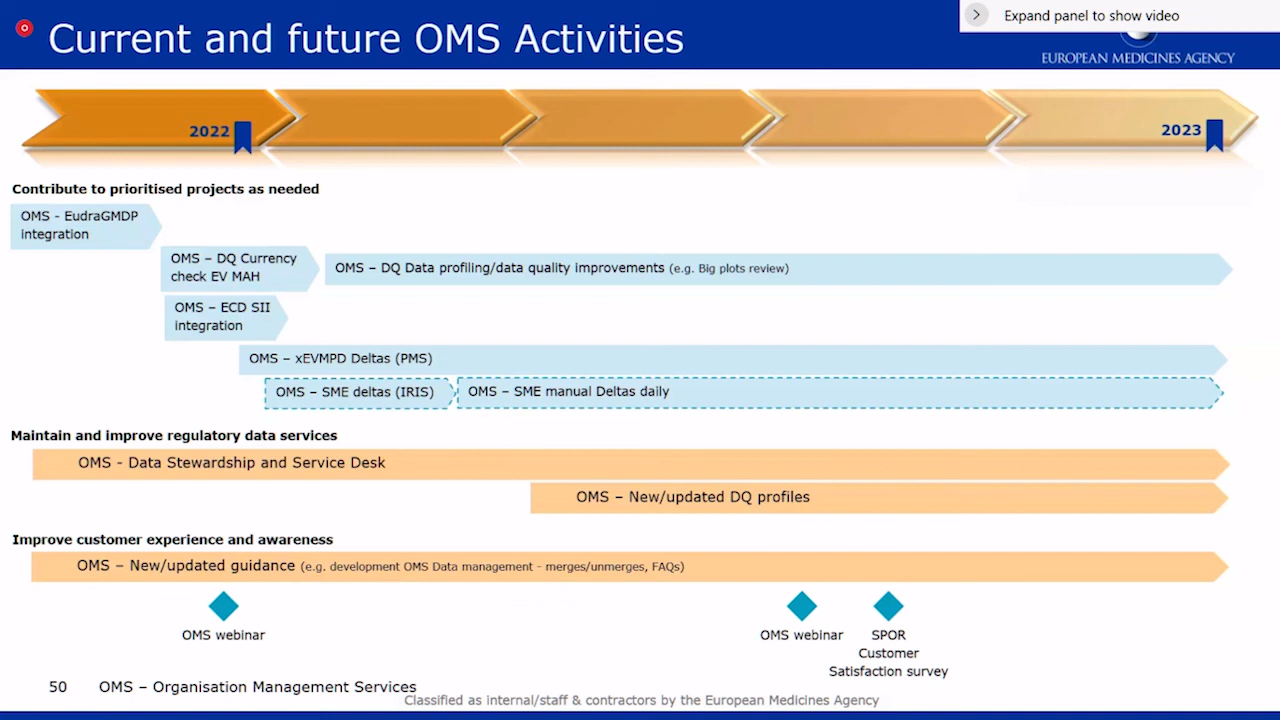 Current and future OMS Activities
Expand panel to show video
EUROPEAN MEDICINES AGENCY
2022
2023
Contribute to prioritised projects as needed
OMS - EudraGMDP
integration
OMS – DQ Currency
check EV MAH
OMS – DQ Data profiling/data quality improvements (e.g. Big plots review)
OMS – ECD SII
integration
OMS – xEVMPD Deltas (PMS)
OMS – SME deltas (IRIS)
OMS – SME manual Deltas daily
Maintain and improve regulatory data services
OMS - Data Stewardship and Service Desk
OMS – New/updated DQ profiles
Improve customer experience and awareness
OMS – New/updated guidance (e.g. development OMS Data management - merges/unmerges, FAQs)
OMS webinar
OMS webinar
SPOR
Customer
Satisfaction survey
50
OMS – Organisation Management Services
Classified as internal/staff & contractors by the European Medicines Agency